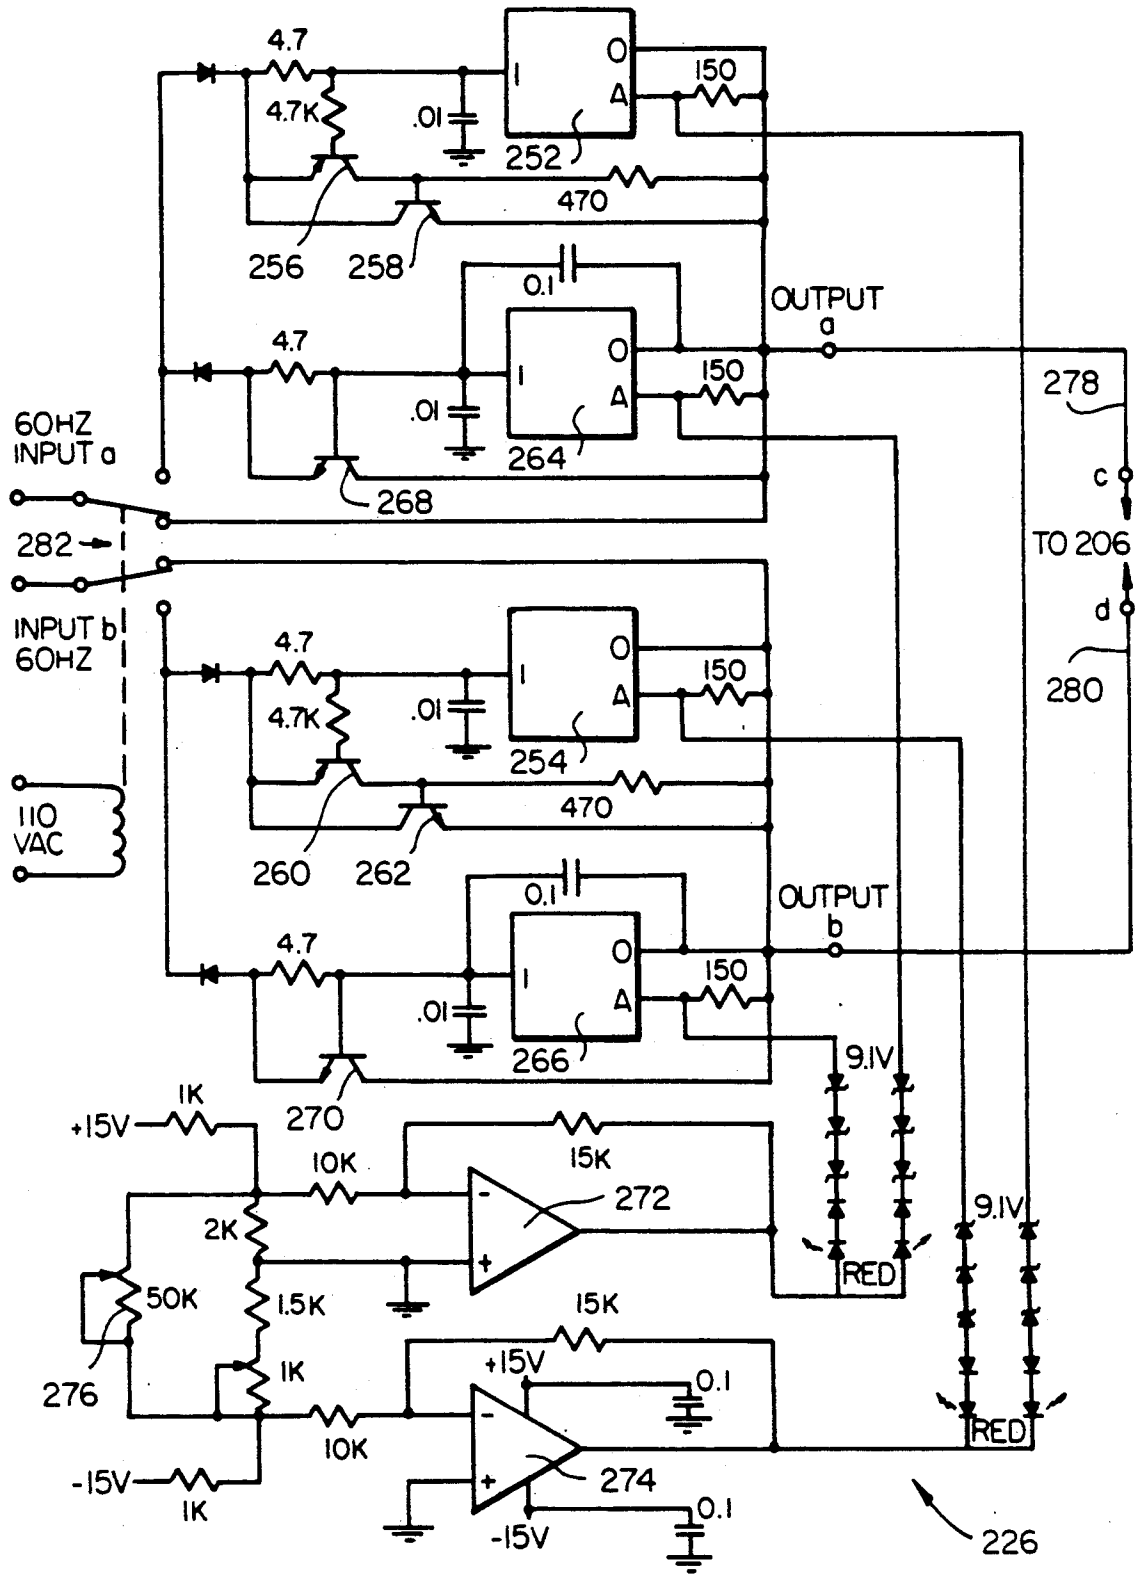 4.7
O
150
I
4.7K
.01
A
252
470
256
258
0.1
OUTPUT
a
4.7
O
150
I
278
.01
A
60HZ
INPUT a
264
268
c
282
TO 206
INPUT b
60HZ
d
4.7
O
150
I
4.7K
.01
A
280
254
470
110
VAC
260
262
0.1
OUTPUT
b
4.7
O
150
I
.01
A
266
9.1V
1K
270
+15V
10K
15K
-
272
2K
9.1V
+
RED
50K
1.5K
15K
276
1K
+15V
0.1
-
10K
RED
-15V
+
274
1K
0.1
-15V
226